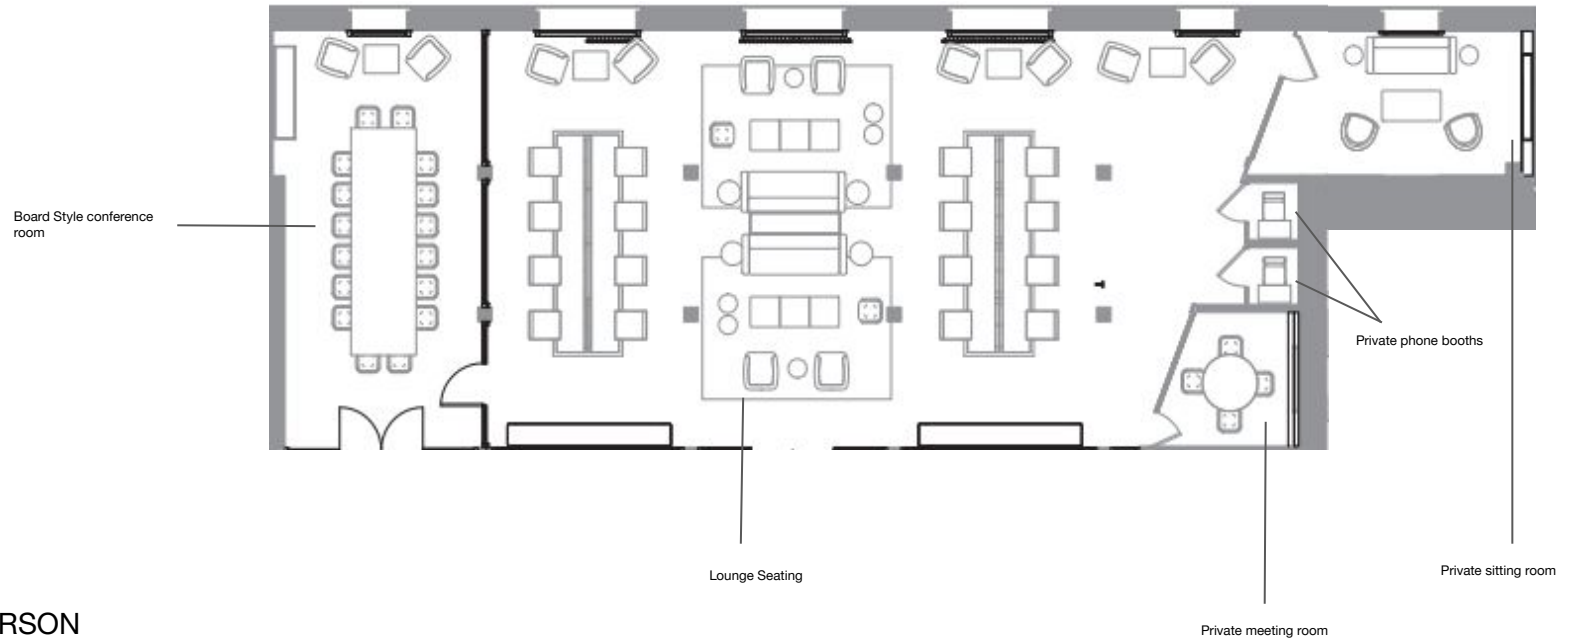 Board Style conference
room
Private phone booths
Lounge Seating
Private sitting room
Private meeting room
RSON